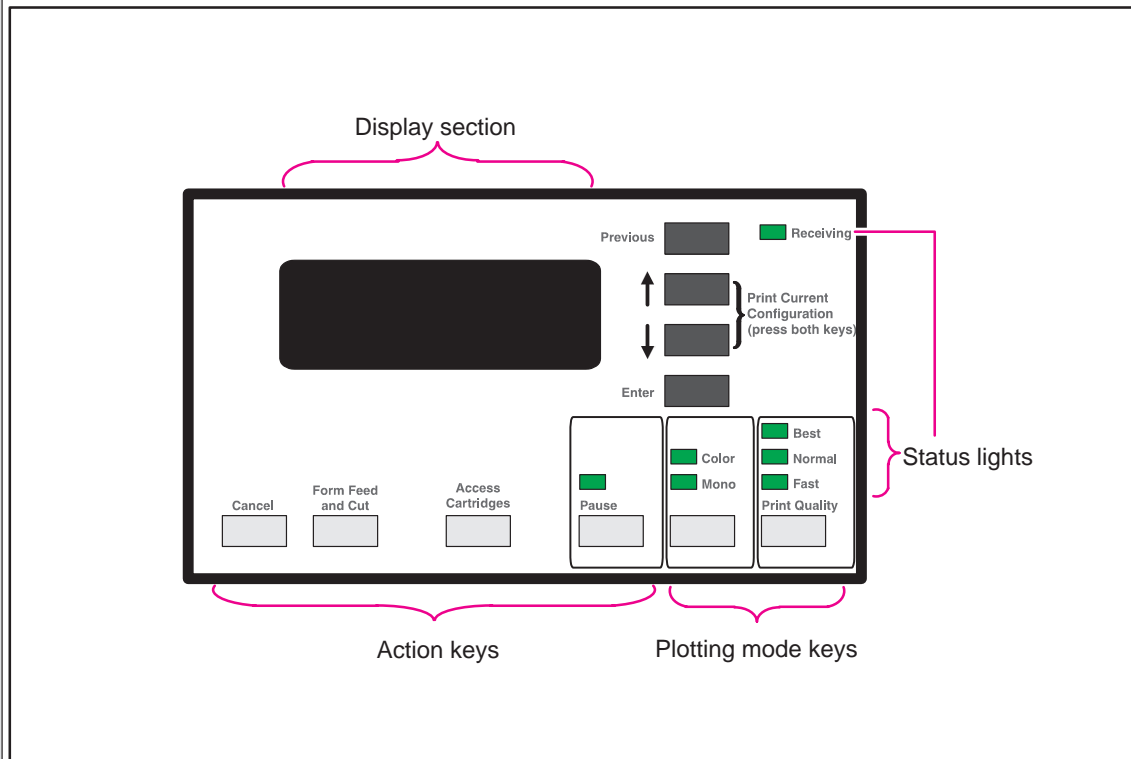 Display section
Previous
Receiving
Print Current
Configuration
(press both keys)
Enter
Best
Normal
Fast
Print Quality
Color
Mono
Status lights
Cancel
Form Feed
and Cut
Access
Cartridges
Pause
Action keys
Plotting mode keys